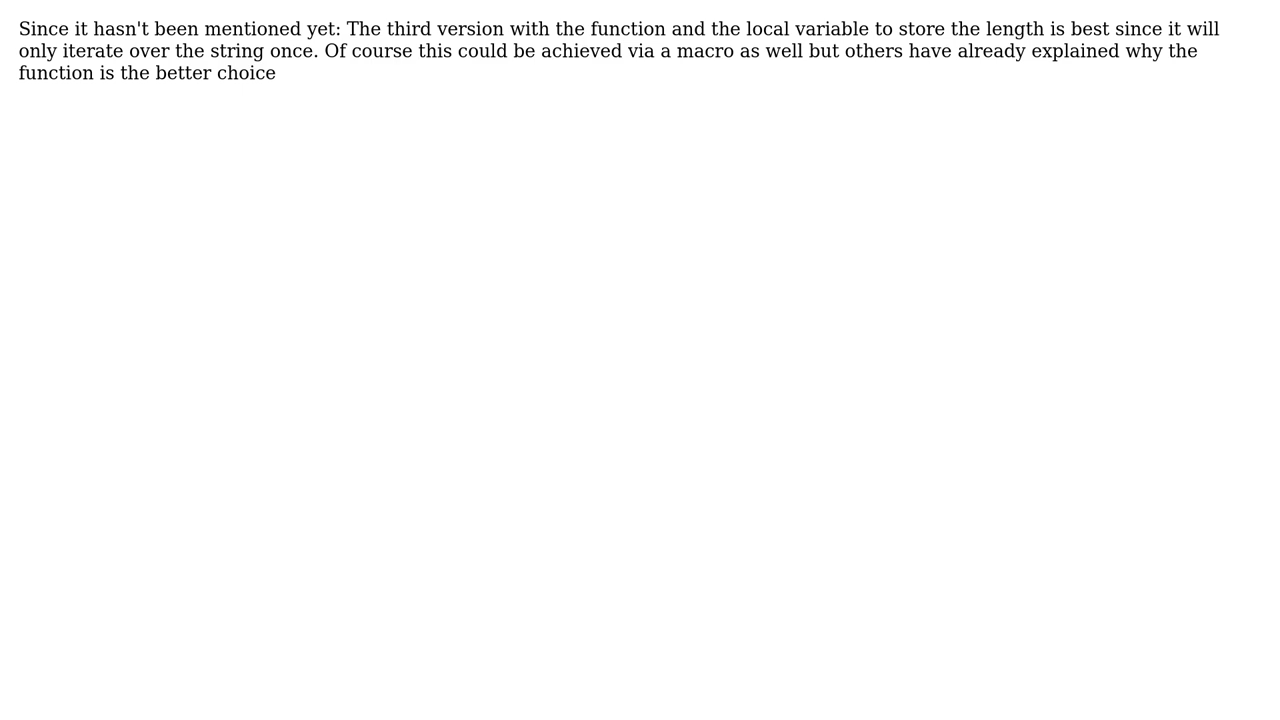 Since it hasn't been mentioned yet: The third version with the function and the local variable to store the length is best since it will
only iterate over the string once. Of course this could be achieved via a macro as well but others have already explained why the
function is the better choice